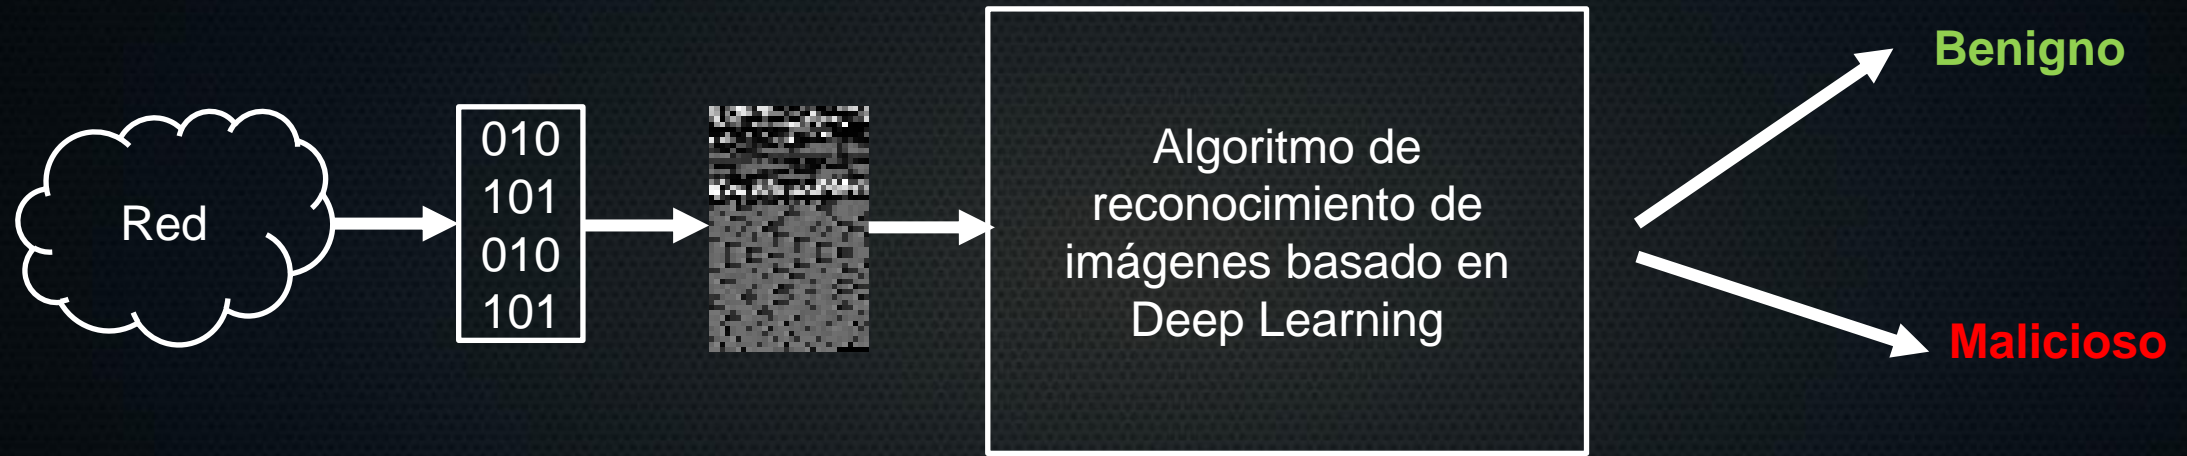 Red
010
101
010
101
Algoritmo de
reconocimiento de
imágenes basado en
Deep Learning
Benigno
Malicioso